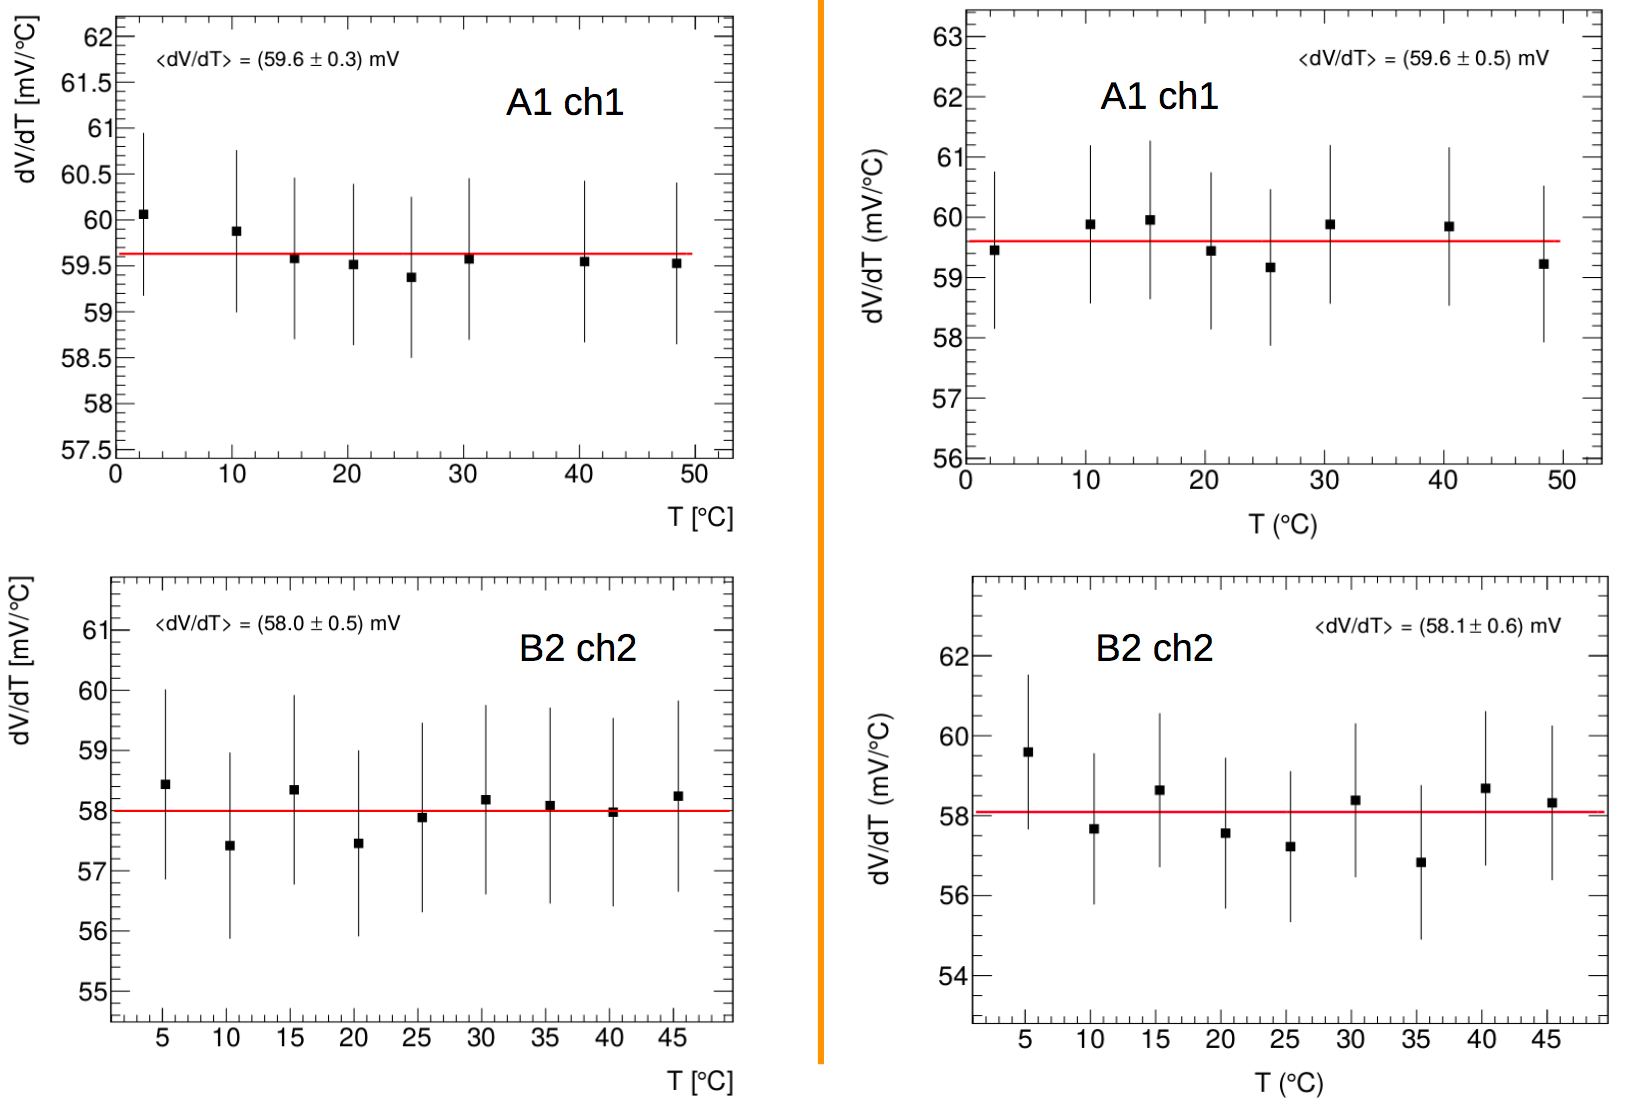 dV/dT [mV/°C]
62
61.5
61
60.5
60
59.5
59
58.5
58
57.5
<dV/dT> = (59.6 ± 0.3) mV
A1 ch1
0 10 20 30 40 50
T [°C]
dV/dT (mV/°C)
63
62
61
60
59
58
57
56
<dV/dT> = (59.6 ± 0.5) mV
A1 ch1
0 10 20 30 40 50
T (°C)
dV/dT [mV/°C]
61
60
59
58
57
56
55
<dV/dT> = (58.0 ± 0.5) mV
B2 ch2
5 10 15 20 25 30 35 40 45
T [°C]
dV/dT (mV/°C)
62
60
58
56
54
<dV/dT> = (58.1 ± 0.6) mV
B2 ch2
5 10 15 20 25 30 35 40 45
T (°C)